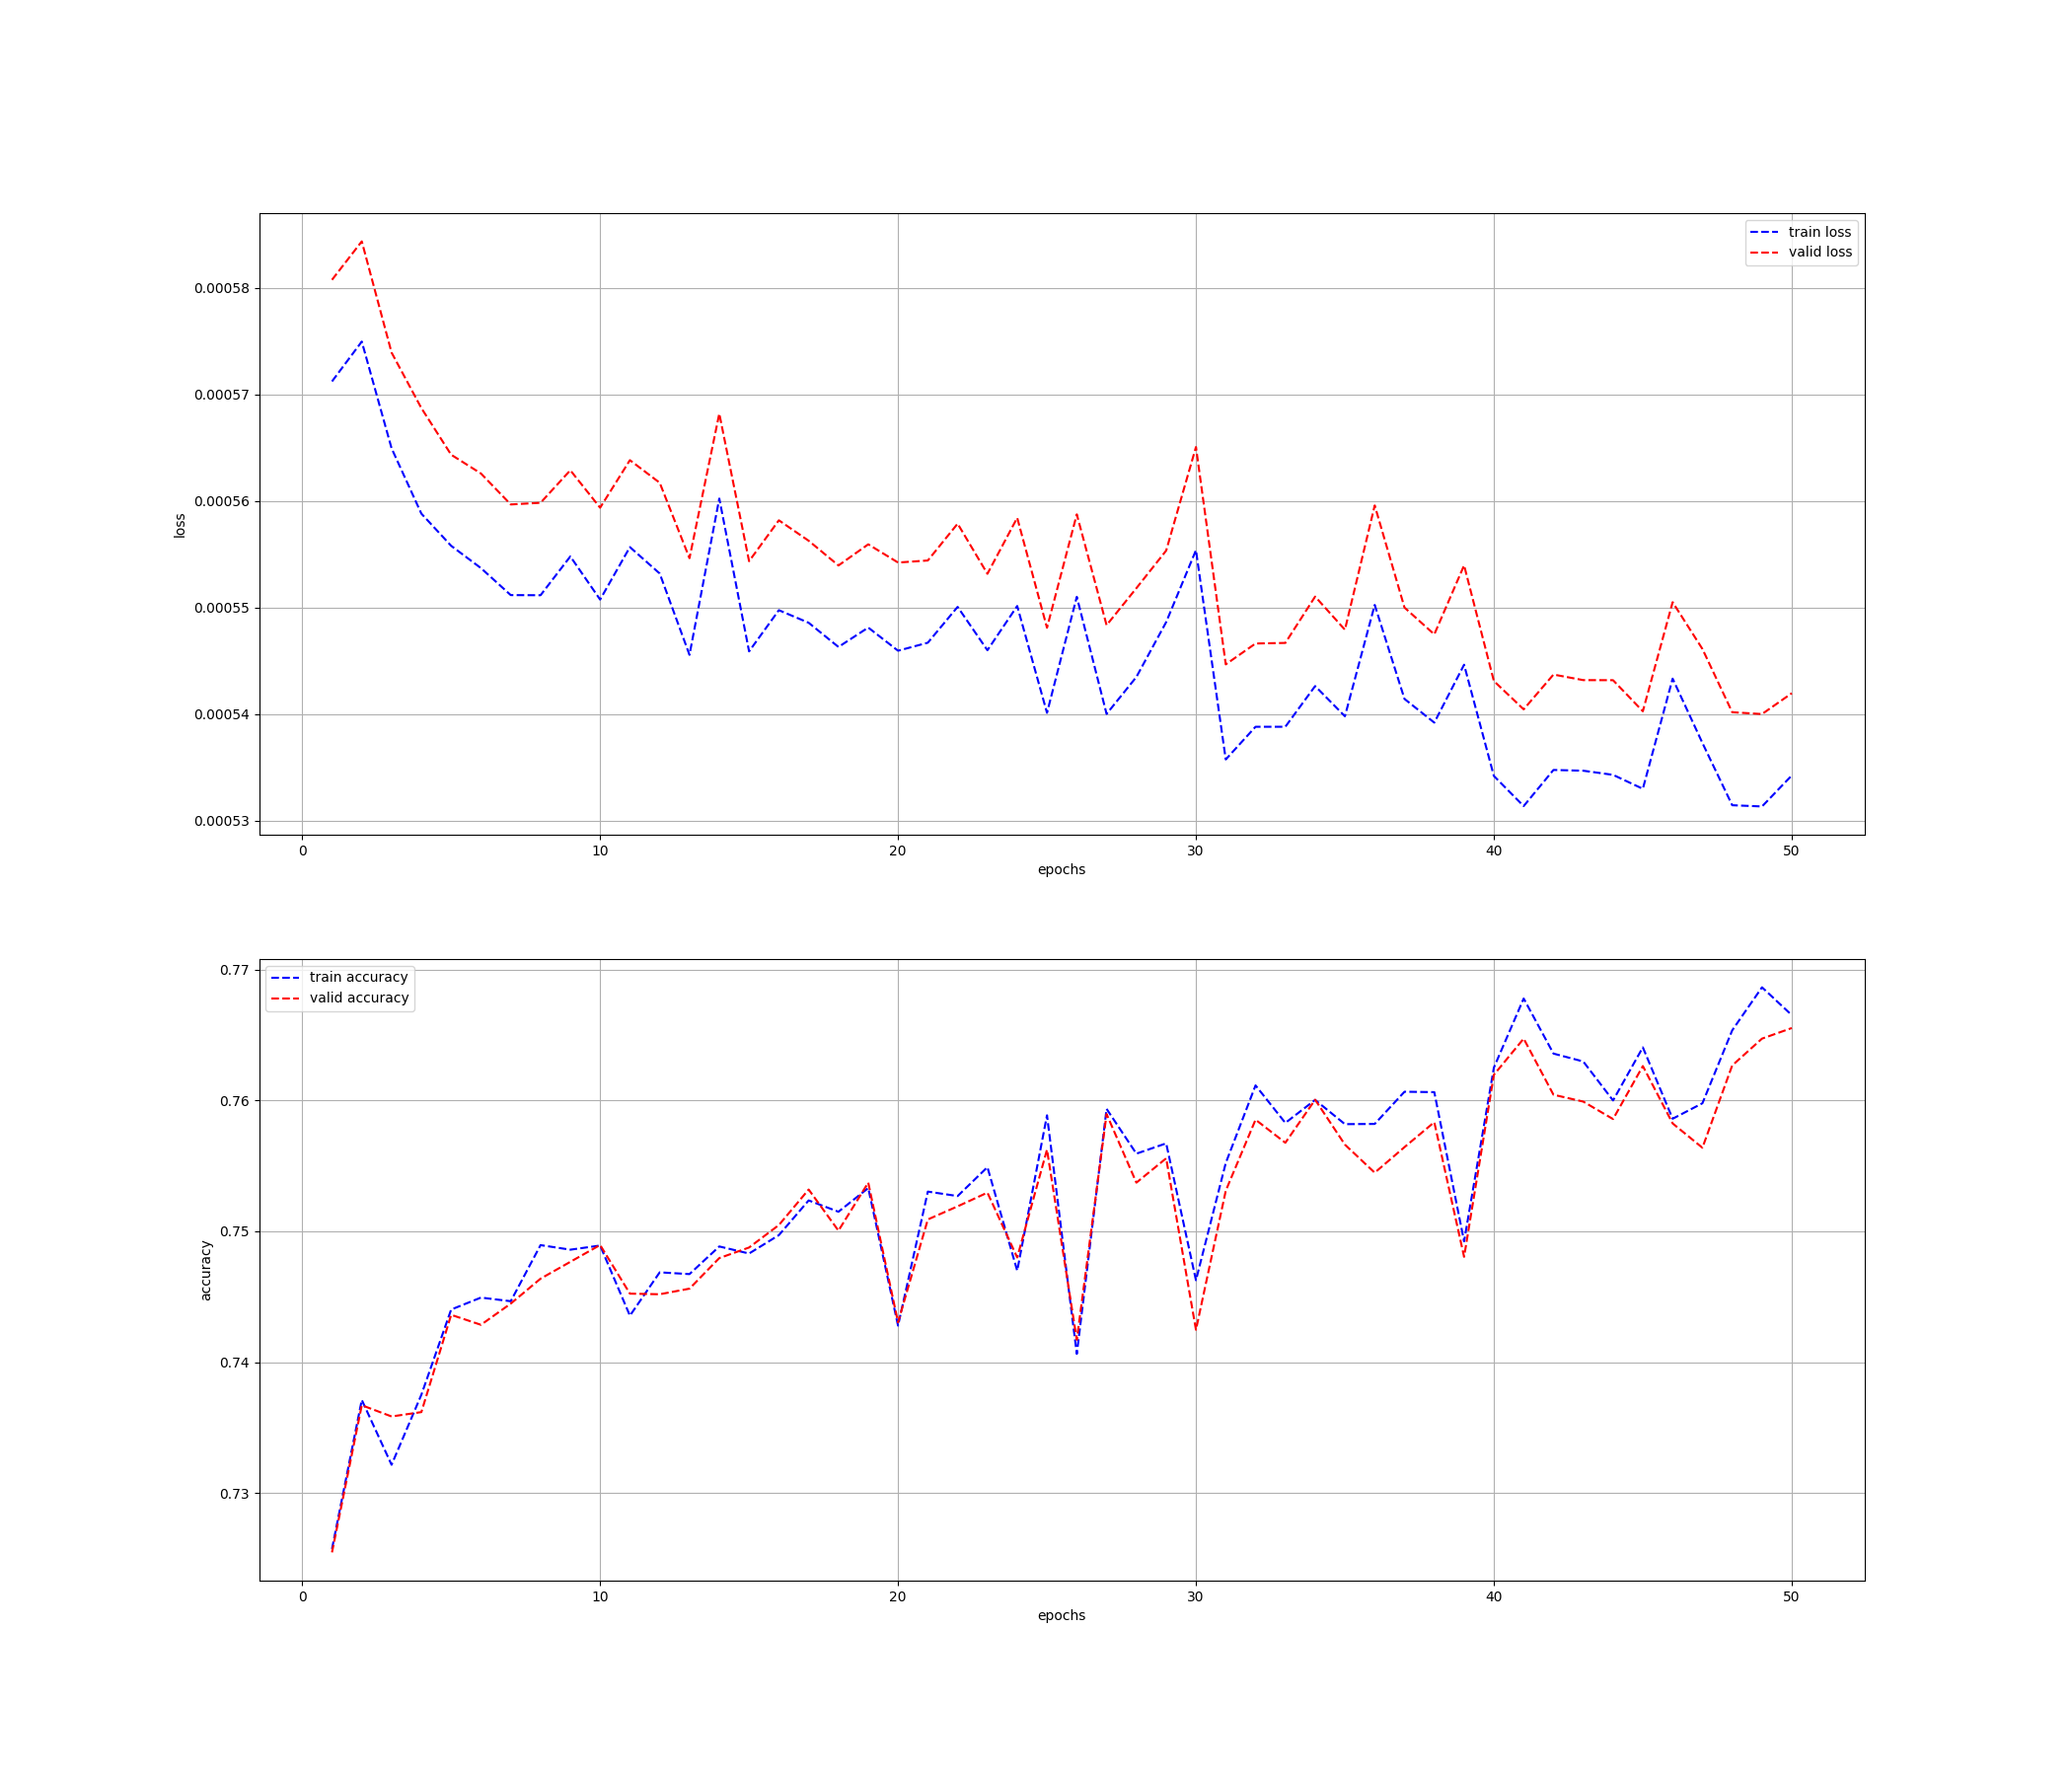 train loss
valid loss
0.00058
0.00057
0.00056
0.00055
0.00054
0.00053
loss
0 10 20 30 40 50
epochs
train accuracy
valid accuracy
0.77
0.76
0.75
0.74
0.73
accuracy
0 10 20 30 40 50
epochs